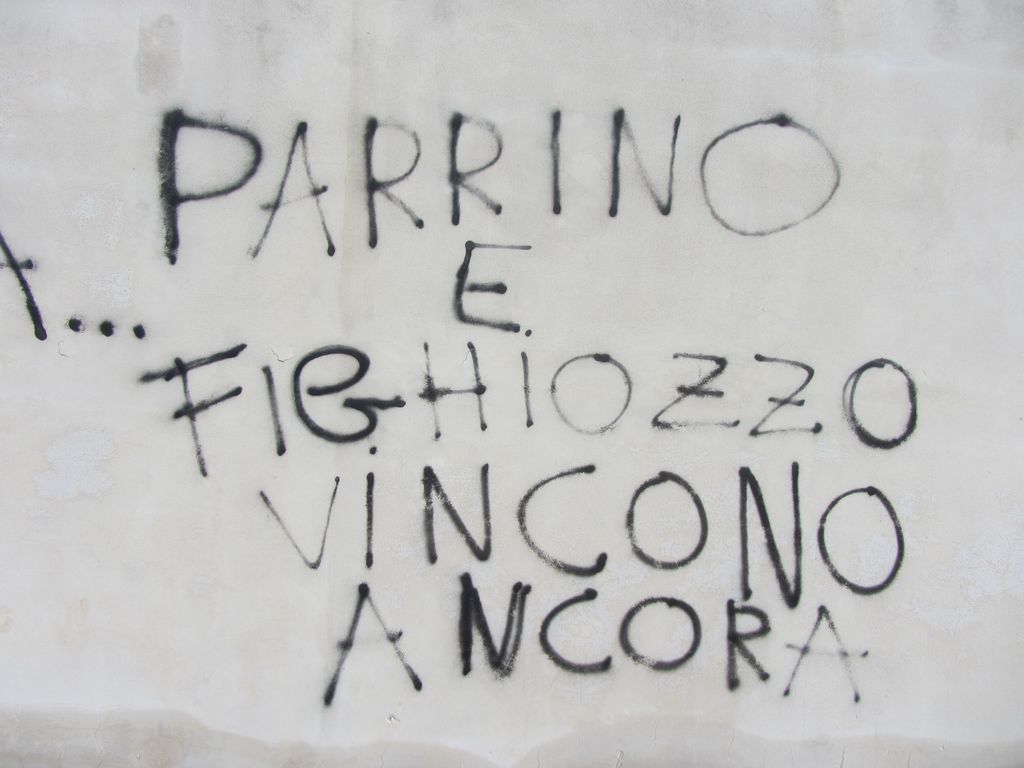 PARRINO
E
A... FIGHIOZZO
VINCONO
ANCORA